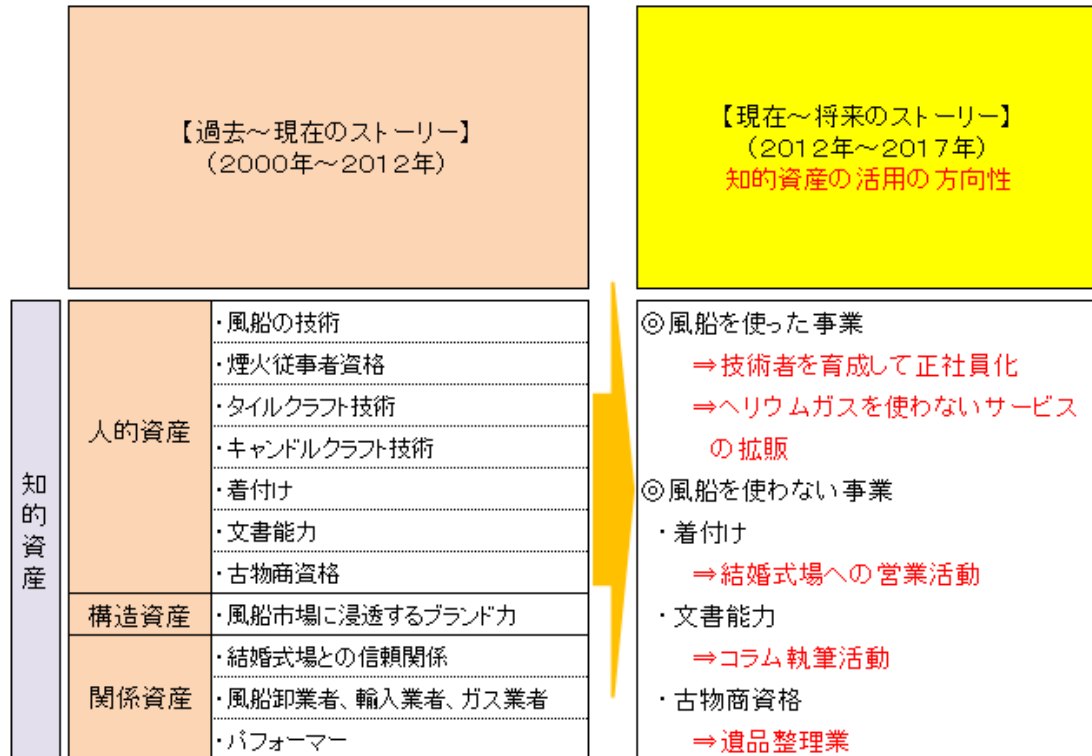 【過去～現在のストーリー】
（２０００年～２０１２年）
【現在～将来のストーリー】
（２０１２年～２０１７年）
知的資産の活用の方向性
知的資産
人的資産
・風船の技術
・煙火従事者資格
・タイルクラフト技術
・キャンドルクラフト技術
・着付け
・文書能力
・古物商資格
構造資産
・風船市場に浸透するブランド力
関係資産
・結婚式場との信頼関係
・風船卸業者、輸入業者、ガス業者
・パフォーマー
◎風船を使った事業
⇒技術者を育成して正社員化
⇒ヘリウムガスを使わないサービス
の拡販
◎風船を使わない事業
・着付け
⇒結婚式場への営業活動
・文書能力
⇒コラム執筆活動
・古物商資格
⇒遺品整理業